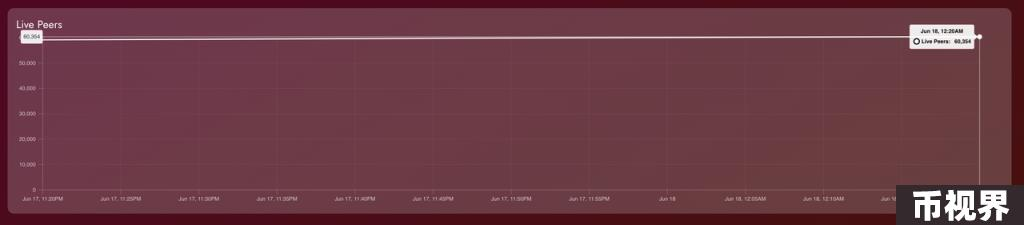 Live Peers
60,354
50,000
40,000
30,000
20,000
10,000
0
Jun 17, 11:20PM
Jun 17, 11:25PM
Jun 17, 11:30PM
Jun 17, 11:35PM
Jun 17, 11:40PM
Jun 17, 11:45PM
Jun 17, 11:50PM
Jun 17, 11:55PM
Jun 18
Jun 18, 12:05AM
Jun 18, 12:10AM
Jun 18, 12:20AM
Live Peers: 60,354
币视界